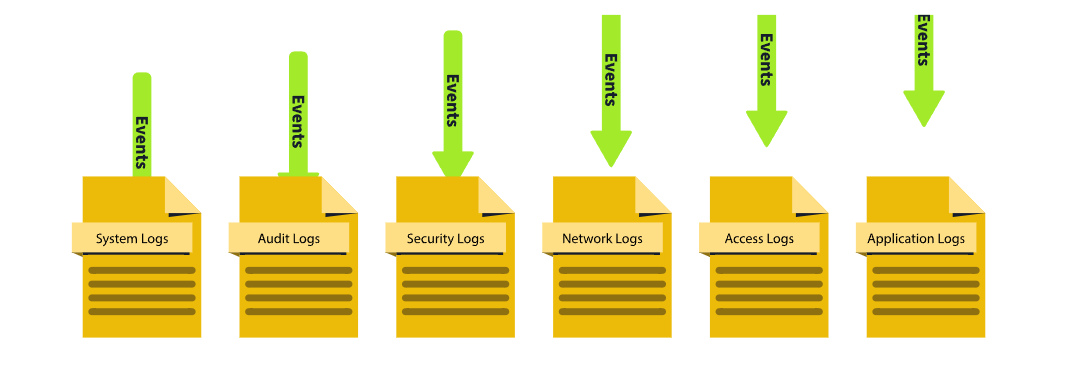 Events
Events
Events
Events
Events
Events
System Logs
Audit Logs
Security Logs
Network Logs
Access Logs
Application Logs